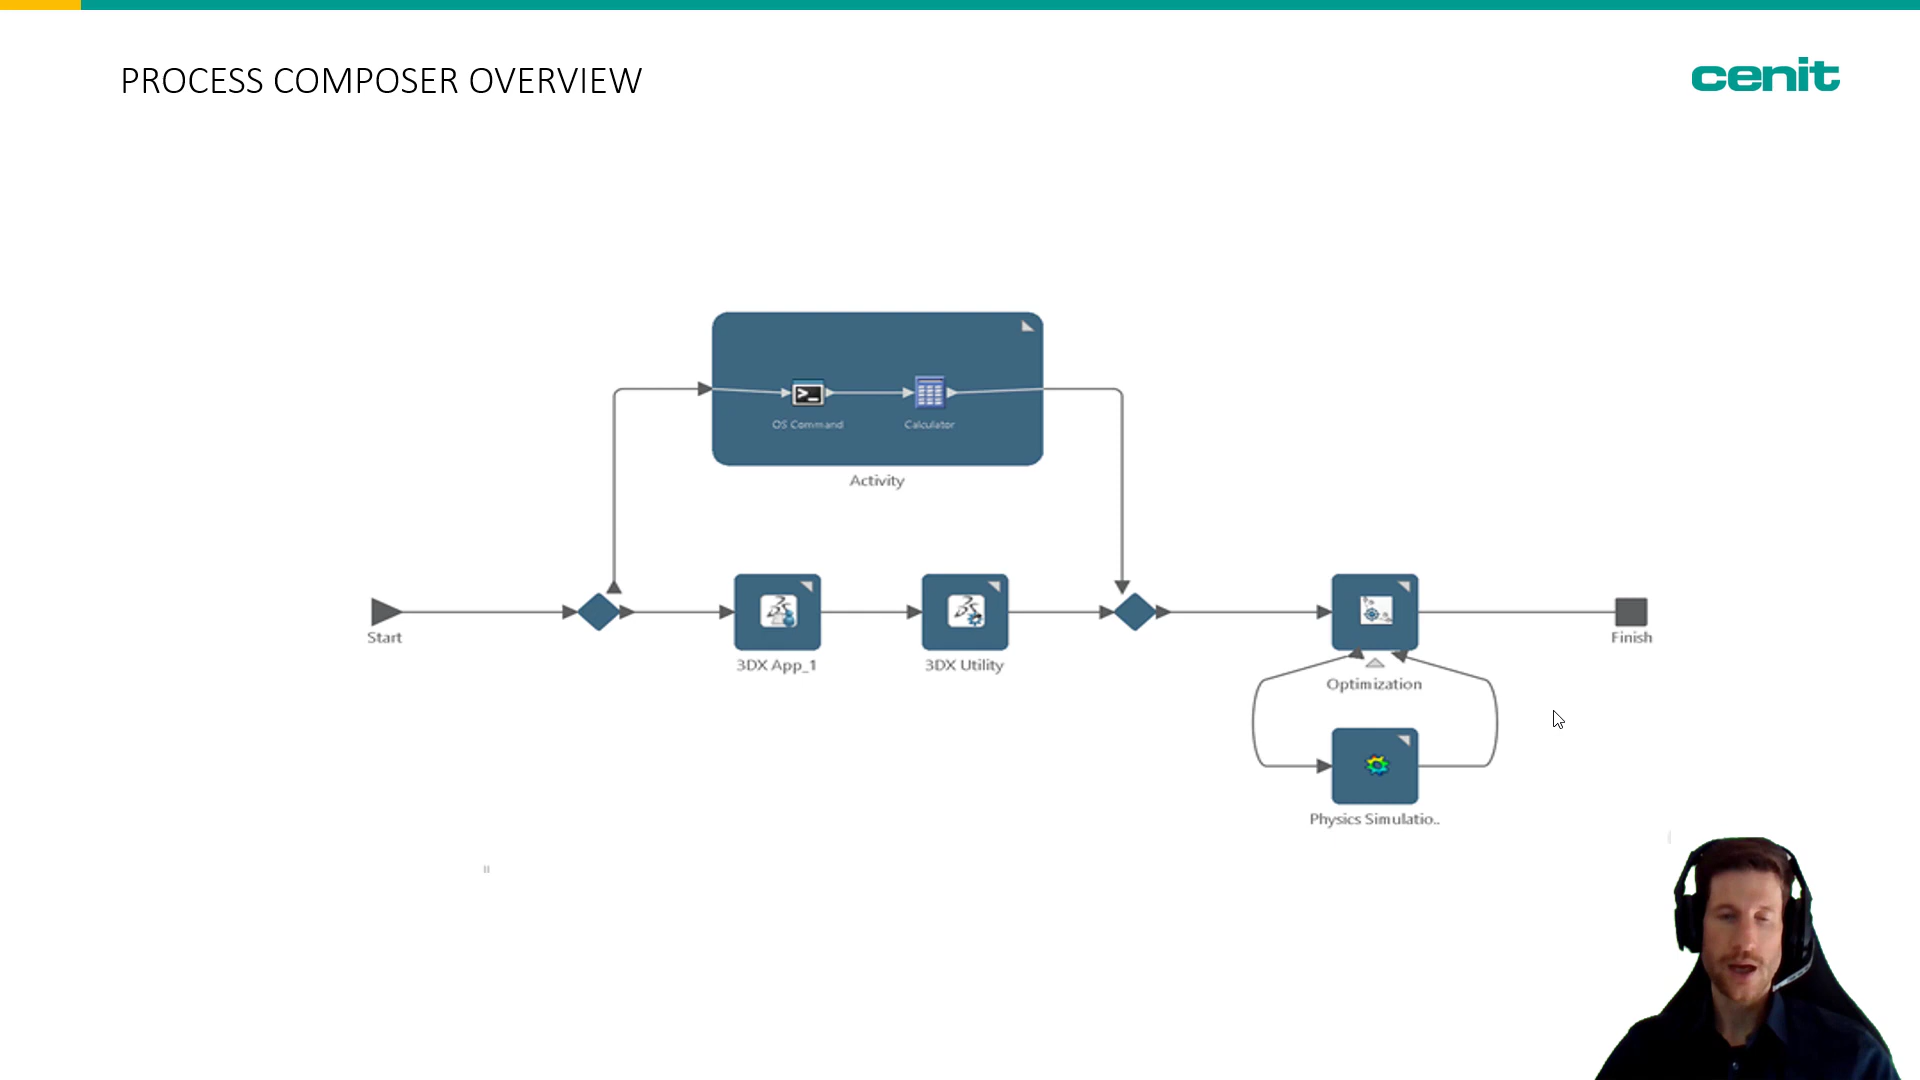 PROCESS COMPOSER OVERVIEW
cenit
OS Command
Calculator
Activity
Start
3DX App_1
3DX Utility
Optimization
Finish
Physics Simulatio..